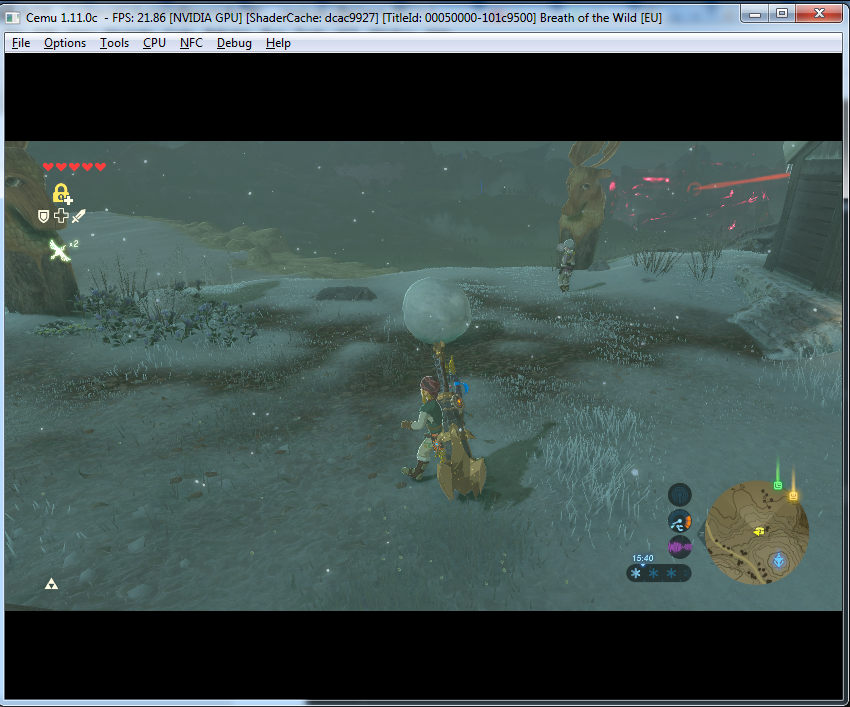 Cemu 1.11.0c - FPS: 21.86 [NVIDIA GPU] [ShaderCache: dcac9927] [TitleId: 00050000-101c9500] Breath of the Wild [EU]
File Options Tools CPU NFC Debug Help
×2
15:40